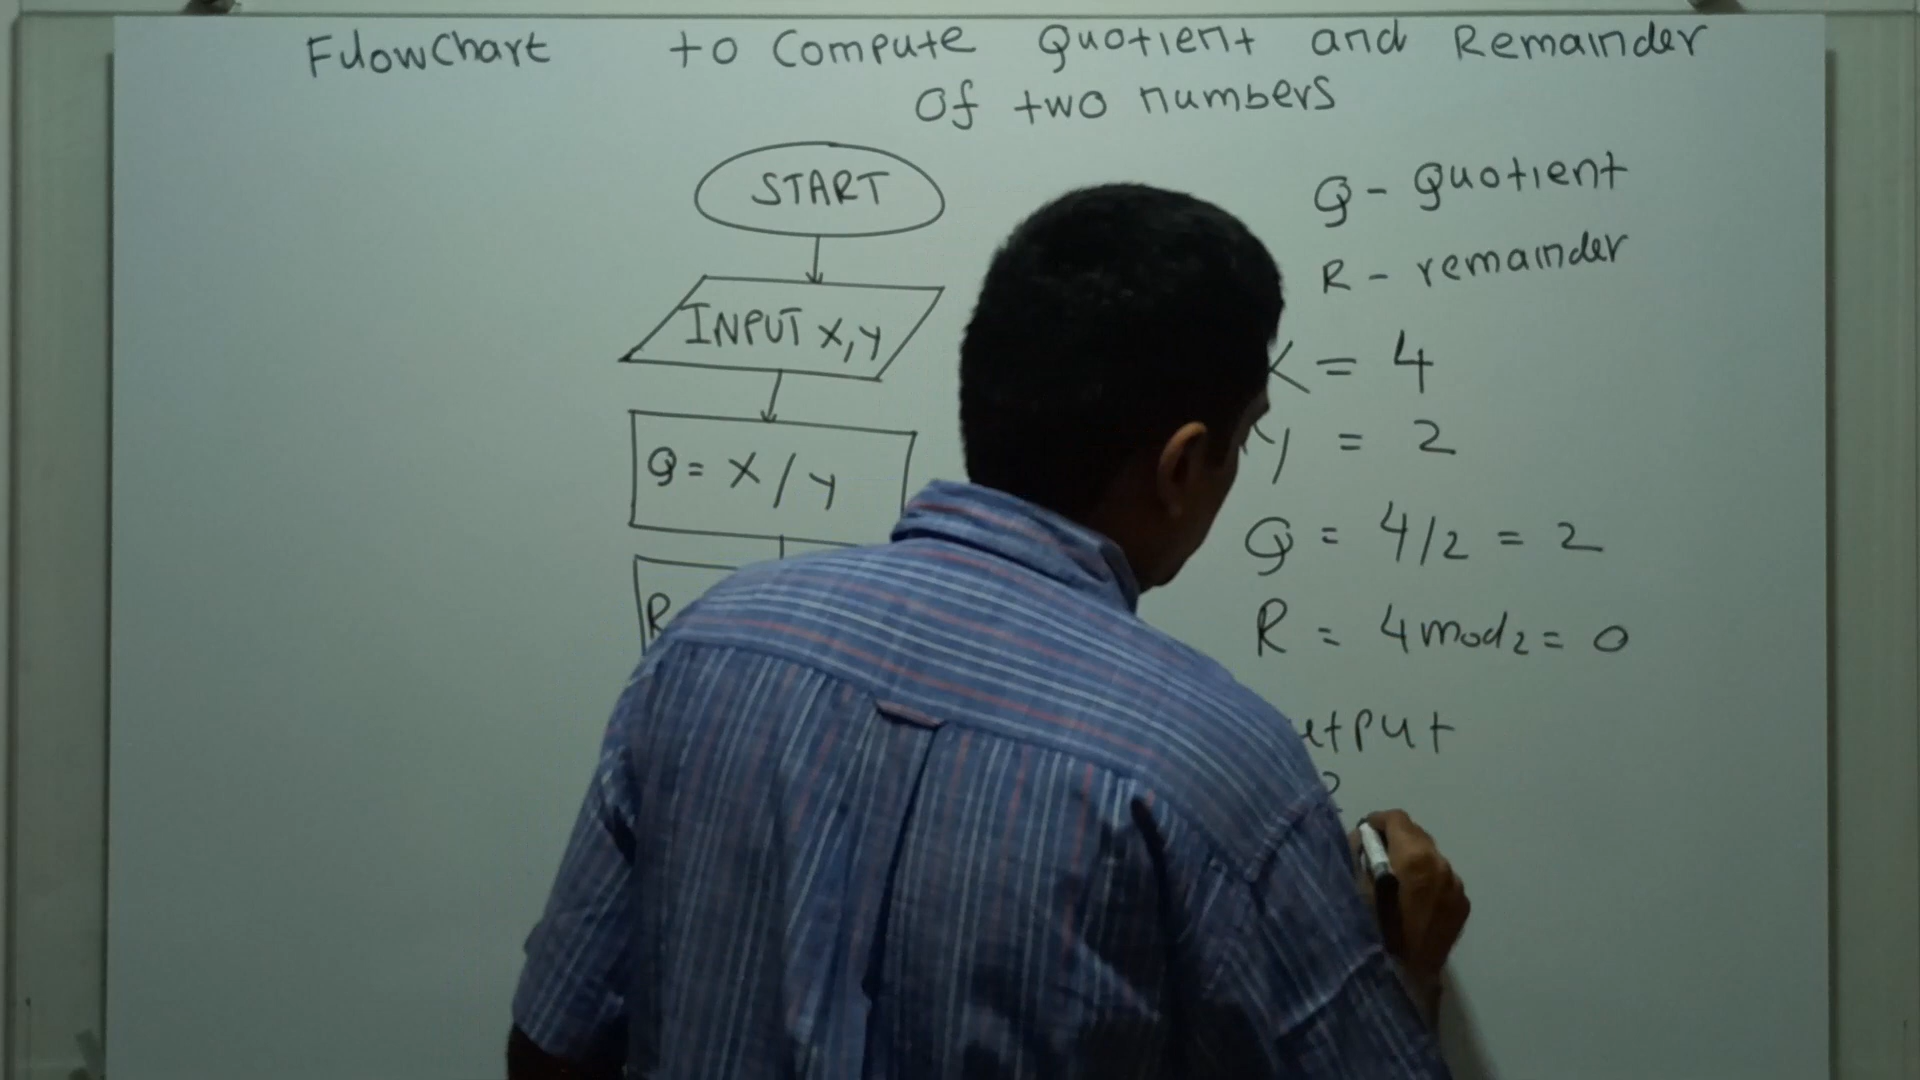 FlowChart to Compute Quotient and Remainder
Of two numbers
START
INPUT X, Y
Q = X / Y
R
Q - Quotient
R - remainder
X = 4
Y = 2
Q = 4/2 = 2
R = 4 mod 2 = 0
2